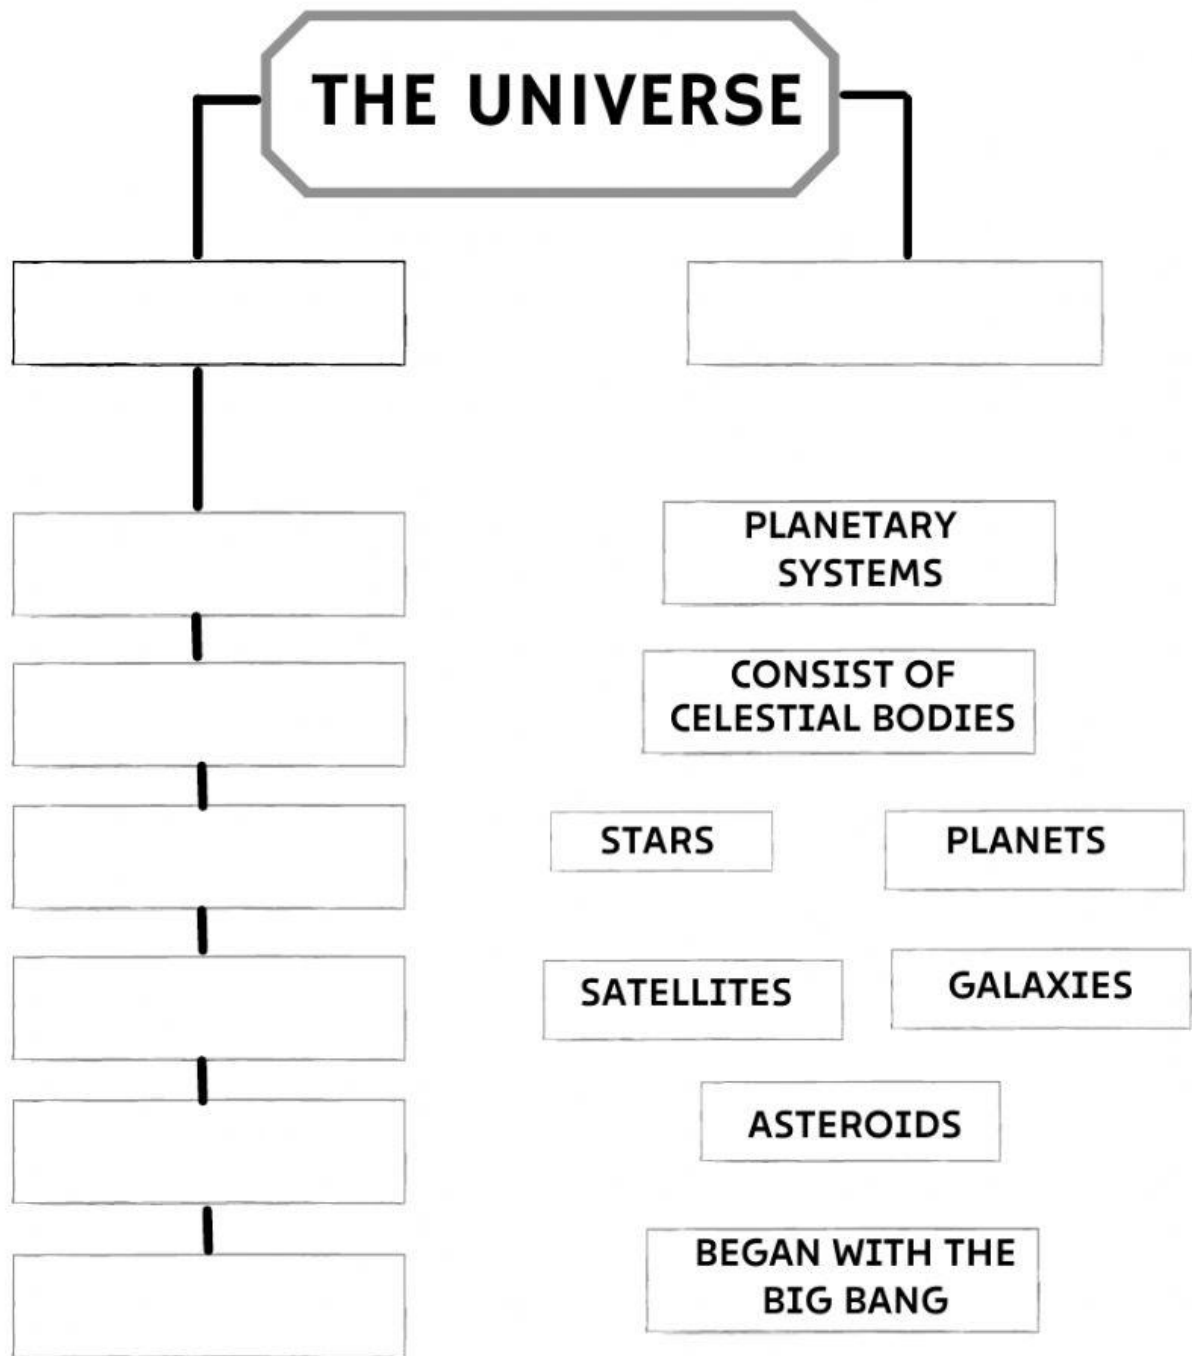 THE UNIVERSE
PLANETARY
SYSTEMS
CONSIST OF
CELESTIAL BODIES
STARS
PLANETS
SATELLITES
GALAXIES
ASTEROIDS
BEGAN WITH THE
BIG BANG